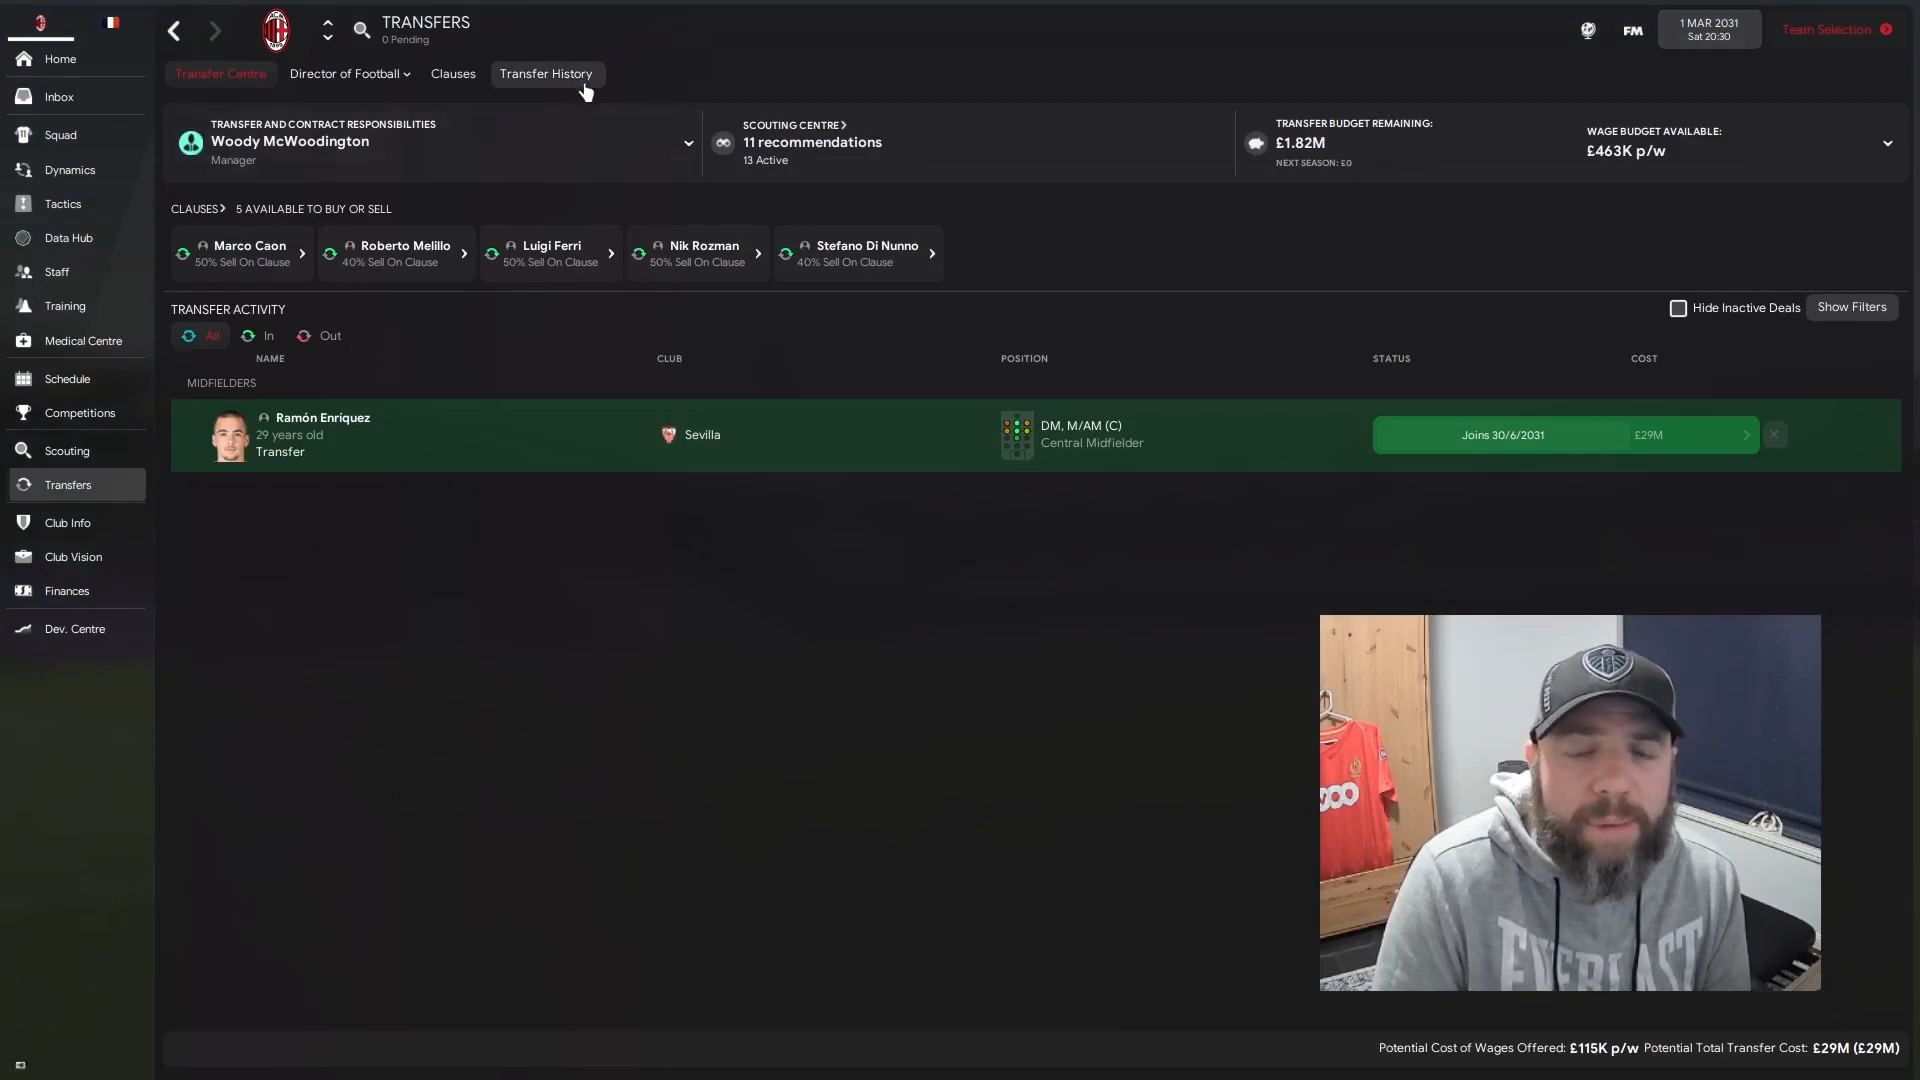 TRANSFERS
0 Pending
FM
1 MAR 2031
Sat 20:30
Team Selection
Home
Inbox
Squad
Dynamics
Tactics
Data Hub
Staff
Training
Medical Centre
Schedule
Competitions
Scouting
Transfers
Club Info
Club Vision
Finances
Dev. Centre
Transfer Centre
Director of Football
Clauses
Transfer History
TRANSFER AND CONTRACT RESPONSIBILITIES
Woody McWoodington
Manager
SCOUTING CENTRE
11 recommendations
13 Active
TRANSFER BUDGET REMAINING:
£1.82M
NEXT SEASON: £0
WAGE BUDGET AVAILABLE:
£463K p/w
CLAUSES 5 AVAILABLE TO BUY OR SELL
Marco Caon
50% Sell On Clause
Roberto Melillo
40% Sell On Clause
Luigi Ferri
50% Sell On Clause
Nik Rozman
50% Sell On Clause
Stefano Di Nunno
40% Sell On Clause
TRANSFER ACTIVITY
Hide Inactive Deals
Show Filters
All
In
Out
NAME CLUB POSITION STATUS COST
MIDFIELDERS
Ramón Enríquez
29 years old
Transfer
Sevilla
DM, M/AM (C)
Central Midfielder
Joins 30/6/2031
£29M
EVERLAST
Potential Cost of Wages Offered: £115K p/w Potential Total Transfer Cost: £29M (£29M)